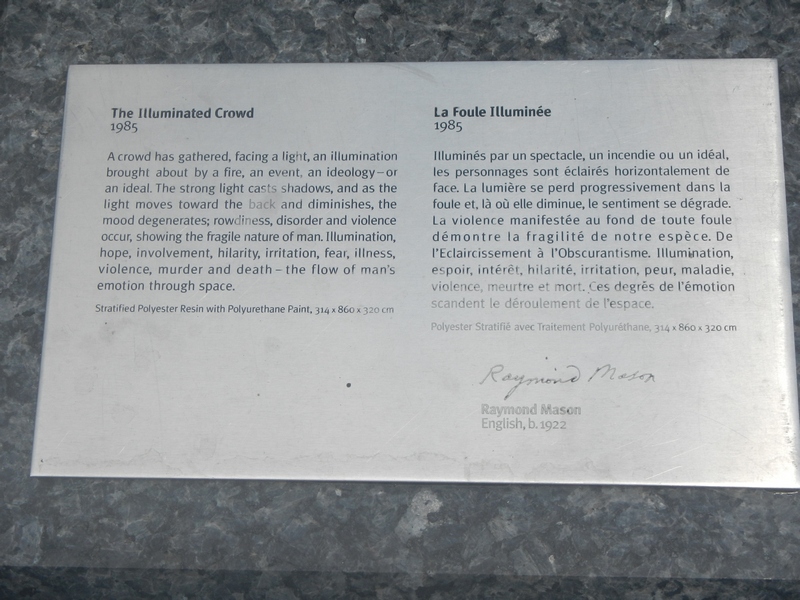 The Illuminated Crowd
1985
A crowd has gathered, facing a light, an illumination
brought about by a fire, an event, an ideology – or
an ideal. The strong light casts shadows, and as the
light moves toward the back and diminishes, the
mood degenerates; rowdiness, disorder and violence
occur, showing the fragile nature of man. Illumination,
hope, involvement, hilarity, irritation, fear, illness,
violence, murder and death – the flow of man's
emotion through space.
Stratified Polyester Resin with Polyurethane Paint, 314 x 860 x 320 cm
La Foule Illuminée
1985
Illuminés par un spectacle, un incendie ou un idéal,
les personnages sont éclairés horizontalement de
face. La lumière se perd progressivement dans la
foule et, là où elle diminue, le sentiment se dégrade.
La violence manifestée au fond de toute foule
démontre la fragilité de notre espèce. De
l'Eclaircissement à l'Obscurantisme. Illumination,
espoir, intérêt, hilarité, irritation, peur, maladie,
violence, meurtre et mort. Ces degrés de l'émotion
scandent le déroulement de l'espace.
Polyester Stratifié avec Traitement Polyuréthane, 314 x 860 x 320 cm
Raymond Mason
Raymond Mason
English, b. 1922